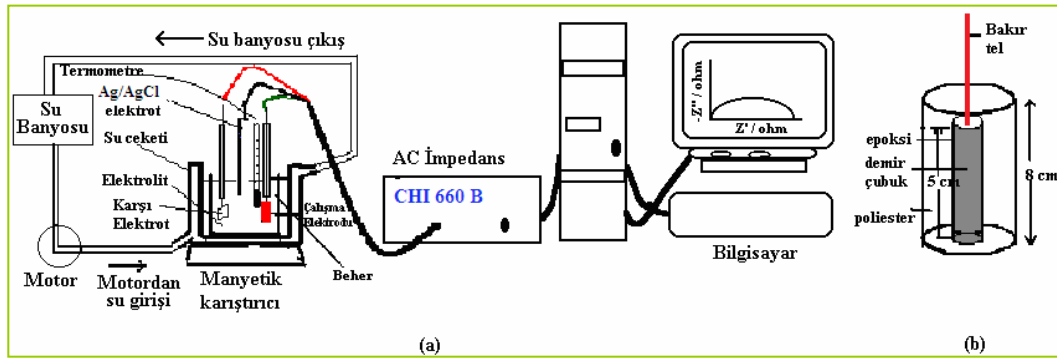 Su banyosu çıkış
Termometre
Ag/AgCl
elektrot
Su
Banyosu
Su ceketi
Elektrolit
Karşı
Elektrot
Çalışma
Elektrodu
Motor
Motordan
su girişi
Manyetik
karıştırıcı
Beher
AC İmpedans
CHI 660 B
-Z'' / ohm
Z' / ohm
Bilgisayar
(a)
Bakır
tel
epoksi
demir
çubuk
5 cm
8 cm
poliester
(b)